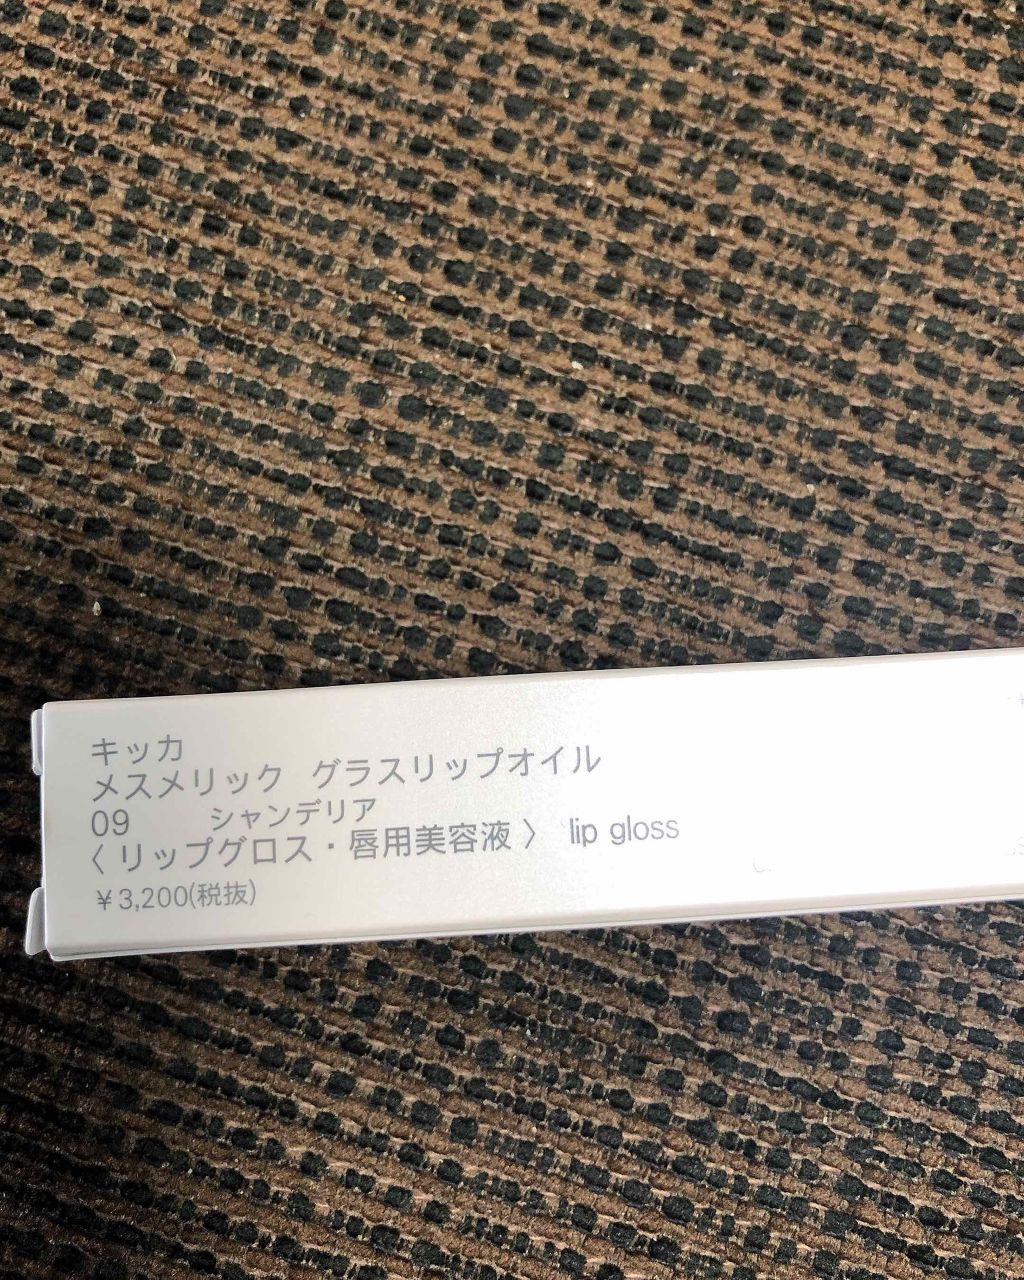 キッカ
メスメリック グラスリップオイル
09 シャンデリア
〈リップグロス・唇用美容液〉 lip gloss
￥3,200(税抜)